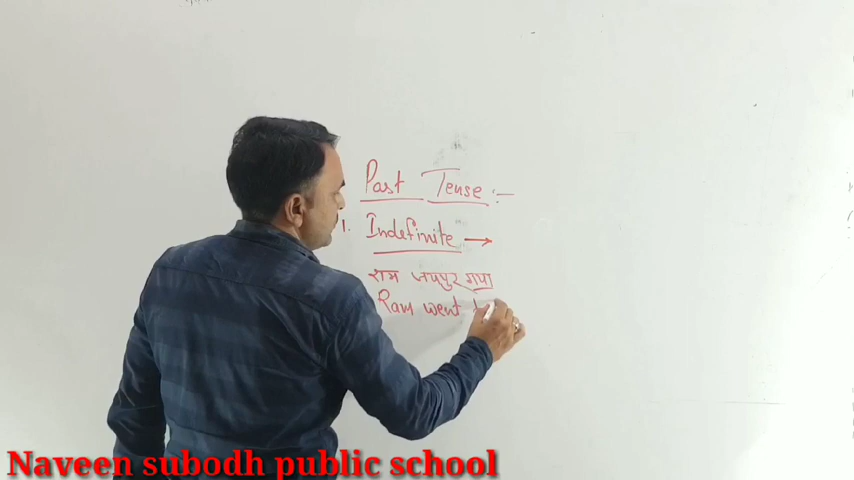 Past Tense :-
1. Indefinite →
राम जयपुर गया
Ram went
Naveen subodh public school